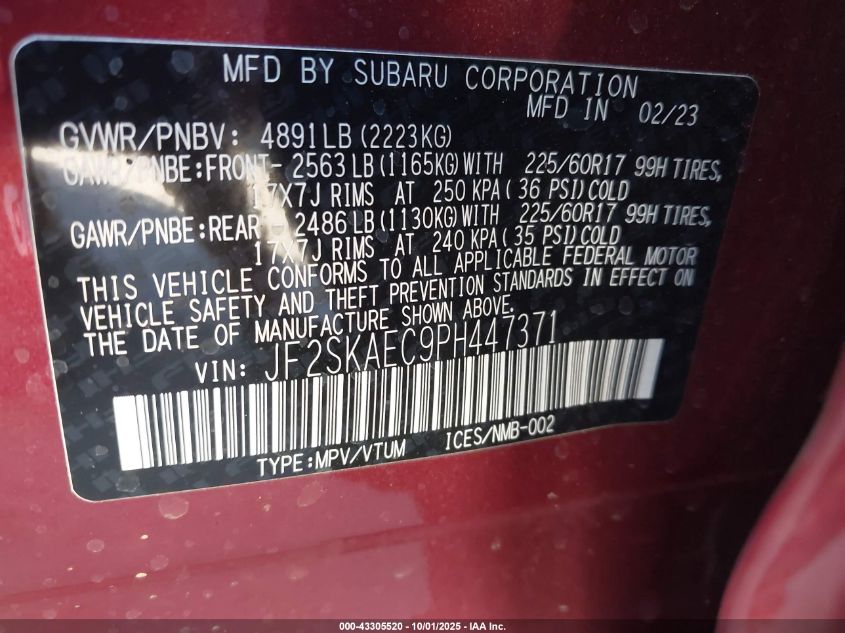 MFD BY SUBARU CORPORATION
MFD IN 02/23
GVWR/PNBV: 4891LB(2223KG)
GAWR/PNBE:FRONT- 2563LB(1165KG)WITH 225/60R17 99H TIRES,
17X7J RIMS AT 250 KPA(36 PSI)COLD
GAWR/PNBE:REAR - 2486LB(1130KG)WITH 225/60R17 99H TIRES,
17X7J RIMS AT 240 KPA(35 PSI)COLD
THIS VEHICLE CONFORMS TO ALL APPLICABLE FEDERAL MOTOR
VEHICLE SAFETY AND THEFT PREVENTION STANDARDS IN EFFECT ON
THE DATE OF MANUFACTURE SHOWN ABOVE.
VIN: JF2SKAEC9PH447371
TYPE:MPV/VTUM ICES/NMB-002
000-43305520 - 10/01/2025 - IAA Inc.